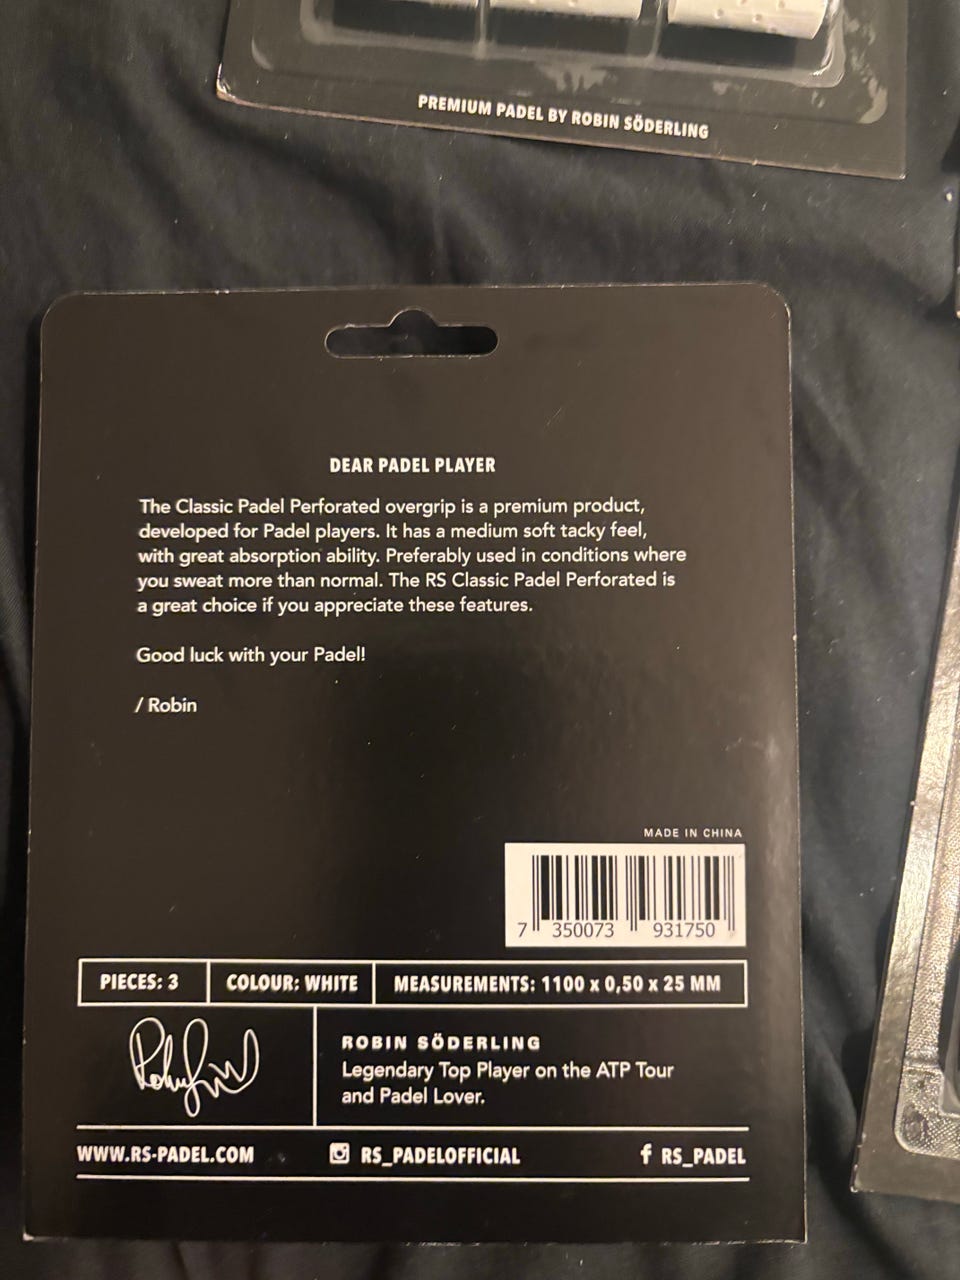 PREMIUM PADEL BY ROBIN SÖDERLING
DEAR PADEL PLAYER
The Classic Padel Perforated overgrip is a premium product,
developed for Padel players. It has a medium soft tacky feel,
with great absorption ability. Preferably used in conditions where
you sweat more than normal. The RS Classic Padel Perforated is
a great choice if you appreciate these features.
Good luck with your Padel!
/ Robin
MADE IN CHINA
7 350073 931750
PIECES: 3
COLOUR: WHITE
MEASUREMENTS: 1100 x 0,50 x 25 MM
ROBIN SÖDERLING
Legendary Top Player on the ATP Tour
and Padel Lover.
WWW.RS-PADEL.COM
RS_PADELOFFICIAL
f RS_PADEL